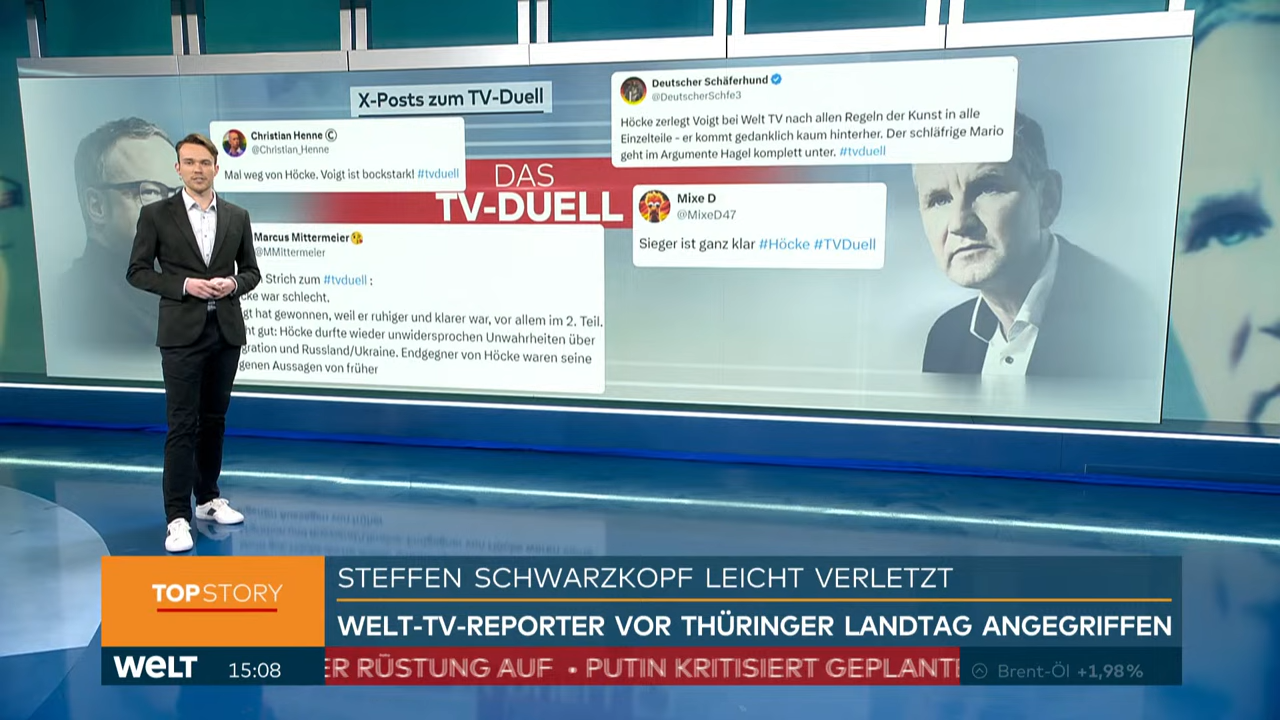 X-Posts zum TV-Duell
Christian Henne Ⓒ
@Christian_Henne
Mal weg von Höcke. Voigt ist bockstark! #tvduell
Deutscher Schäferhund
@DeutscherSchfe3
Höcke zerlegt Voigt bei Welt TV nach allen Regeln der Kunst in alle
Einzelteile - er kommt gedanklich kaum hinterher. Der schläfrige Mario
geht im Argumente Hagel komplett unter. #tvduell
DAS
TV-DUELL
Marcus Mittermeier
@MMittermeier
Strich zum #tvduell :
cke war schlecht.
gt hat gewonnen, weil er ruhiger und klarer war, vor allem im 2. Teil.
ht gut: Höcke durfte wieder unwidersprochen Unwahrheiten über
gration und Russland/Ukraine. Endgegner von Höcke waren seine
genen Aussagen von früher
Mixe D
@MixeD47
Sieger ist ganz klar #Höcke #TVDuell
TOPSTORY
STEFFEN SCHWARZKOPF LEICHT VERLETZT
WELT-TV-REPORTER VOR THÜRINGER LANDTAG ANGEGRIFFEN
WELT 15:08
ER RÜSTUNG AUF • PUTIN KRITISIERT GEPLANTE
Brent-Öl +1,98%